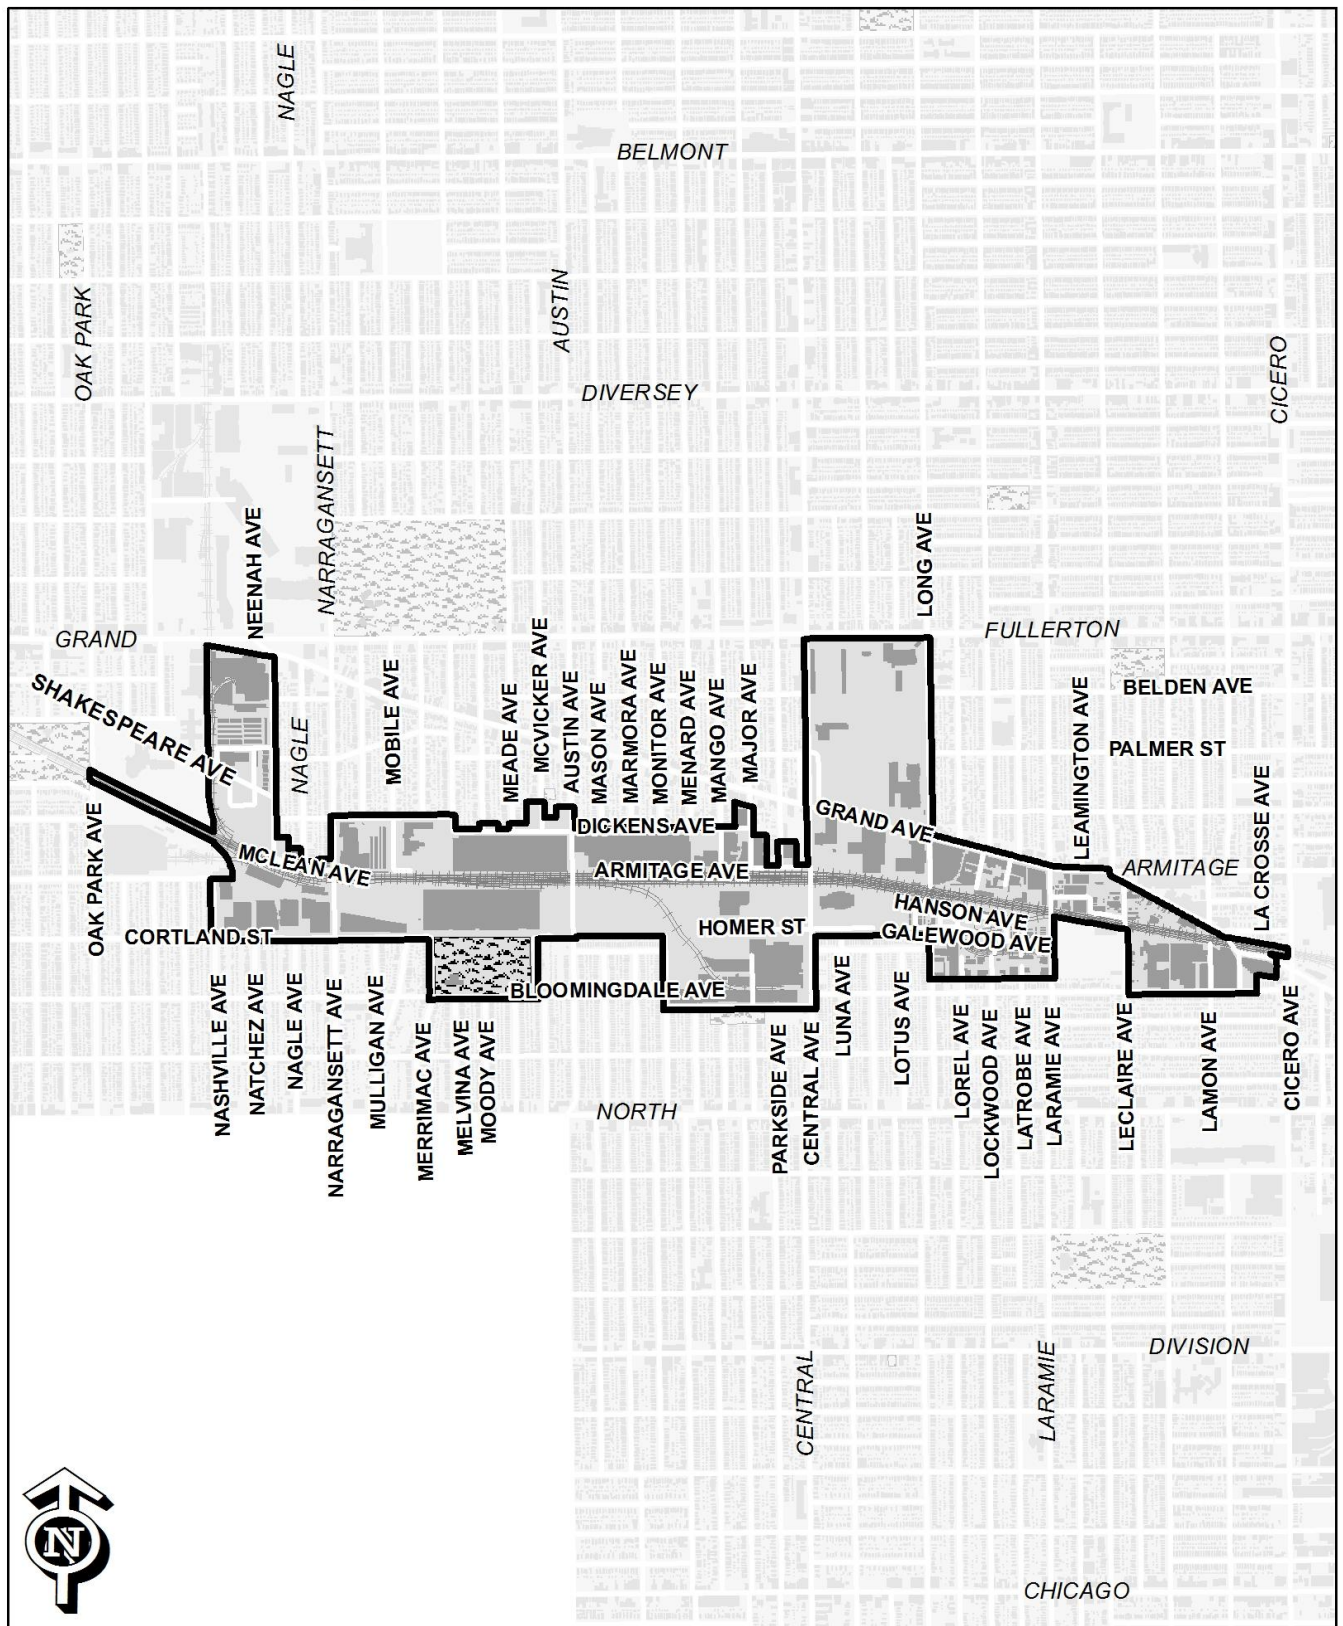 NAGLE
BELMONT
OAK PARK
AUSTIN
CICERO
DIVERSEY
NARRAGANSETT
NEENAH AVE
LONG AVE
GRAND
FULLERTON
SHAKESPEARE AVE
NAGLE
MOBILE AVE
MEADE AVE
MCVICKER AVE
AUSTIN AVE
MASON AVE
MARMORA AVE
MONITOR AVE
MENARD AVE
MANGO AVE
MAJOR AVE
LEAMINGTON AVE
BELDEN AVE
PALMER ST
LA CROSSE AVE
OAK PARK AVE
DICKENS AVE
GRAND AVE
MCLEAN AVE
ARMITAGE AVE
ARMITAGE
HANSON AVE
CORTLAND ST
HOMER ST
GALEWOOD AVE
BLOOMINGDALE AVE
NASHVILLE AVE
NATCHEZ AVE
NAGLE AVE
NARRAGANSETT AVE
MULLIGAN AVE
MERRIMAC AVE
MELVINA AVE
MOODY AVE
PARKSIDE AVE
CENTRAL AVE
LUNA AVE
LOTUS AVE
LOREL AVE
LOCKWOOD AVE
LATROBE AVE
LARAMIE AVE
LECLAIRE AVE
LAMON AVE
CICERO AVE
NORTH
DIVISION
CENTRAL
LARAMIE
N
CHICAGO